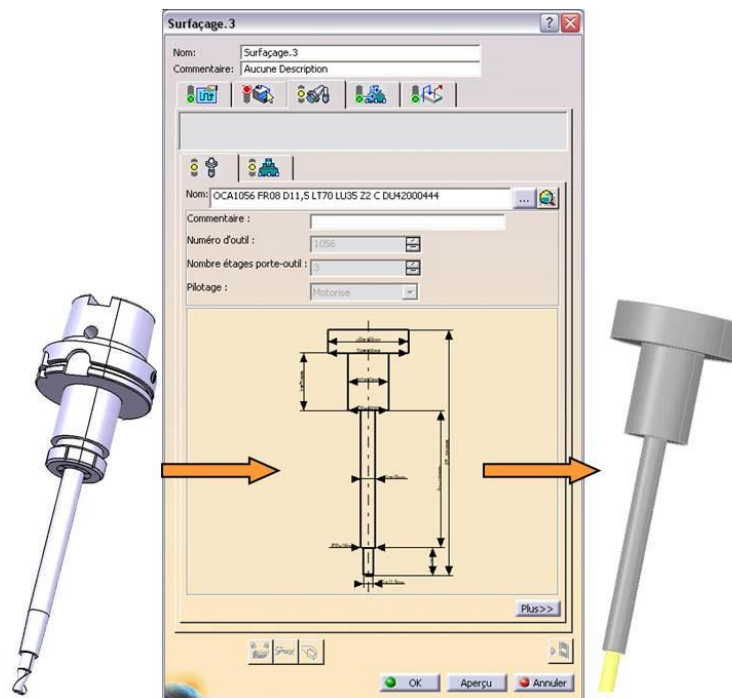 Surfaçage.3
Nom: Surfaçage.3
Commentaire: Aucune Description
Nom: OCA1056 FR08 D11,5 LT70 LU35 Z2 C DU42000444 ...
Commentaire :
Numéro d'outil : 1056
Nombre étages porte-outil : 3
Pilotage : Motorise
Plus>>
OK Aperçu Annuler